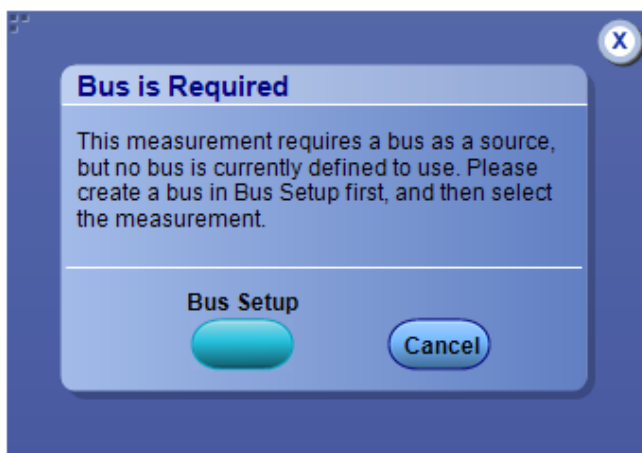 X
Bus is Required
This measurement requires a bus as a source,
but no bus is currently defined to use. Please
create a bus in Bus Setup first, and then select
the measurement.
Bus Setup
Cancel